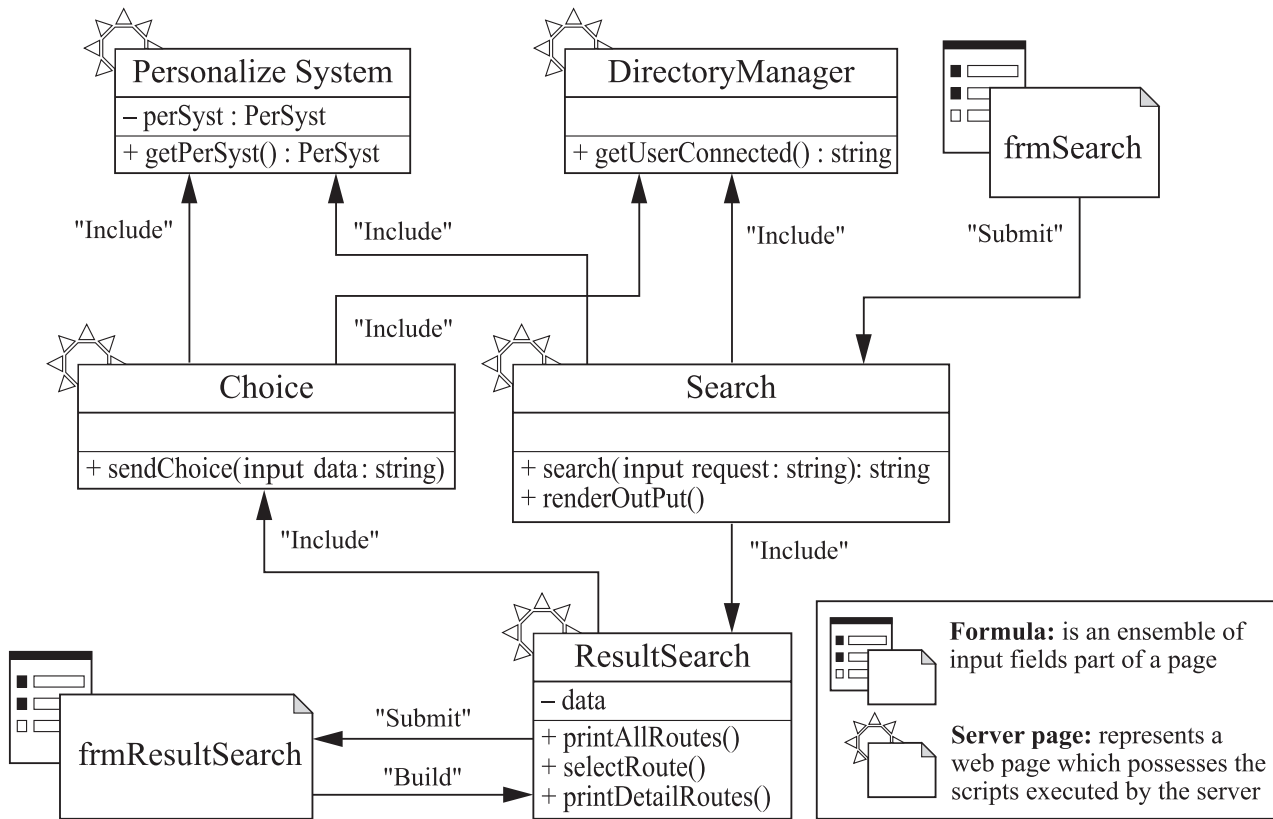 Personalize System
– perSyst : PerSyst
+ getPerSyst() : PerSyst
DirectoryManager
+ getUserConnected() : string
frmSearch
"Include"
"Include"
"Include"
"Submit"
"Include"
Choice
+ sendChoice(input data : string)
Search
+ search(input request : string): string
+ renderOutPut()
"Include"
"Include"
ResultSearch
– data
+ printAllRoutes()
+ selectRoute()
+ printDetailRoutes()
"Submit"
"Build"
frmResultSearch
Formula: is an ensemble of
input fields part of a page
Server page: represents a
web page which possesses the
scripts executed by the server